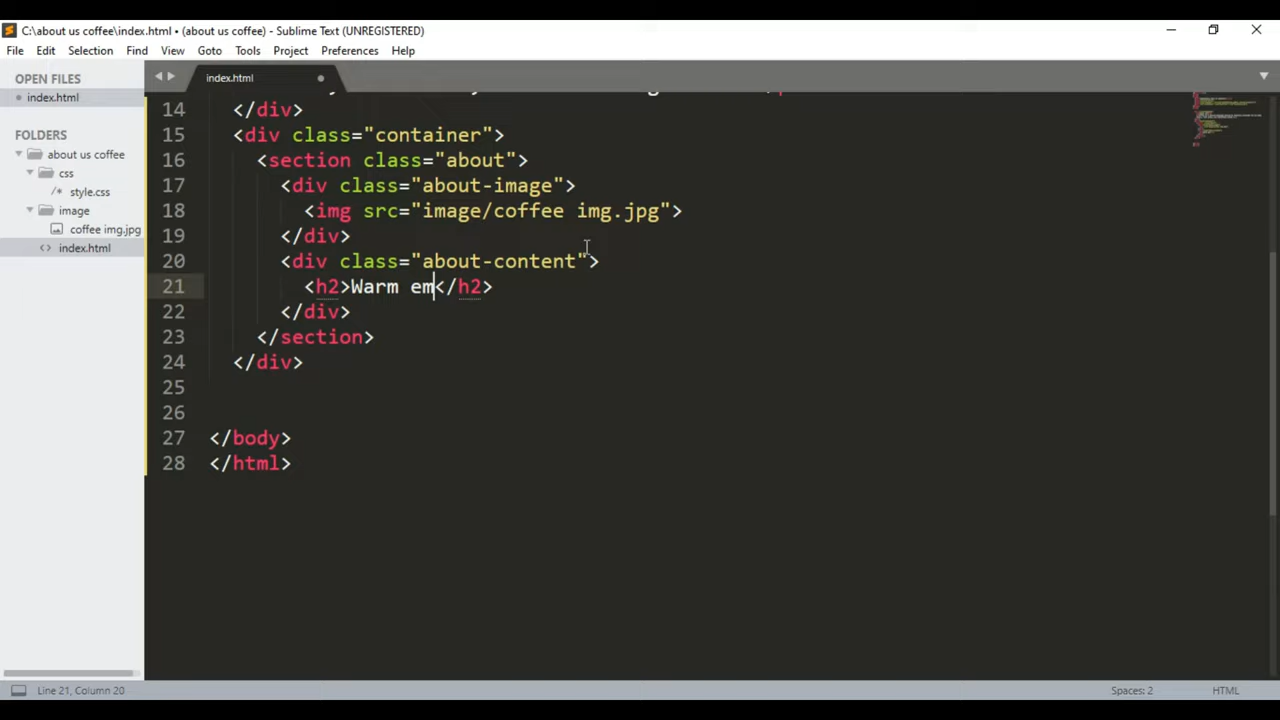 C:\about us coffee\index.html • (about us coffee) - Sublime Text (UNREGISTERED)
File Edit Selection Find View Goto Tools Project Preferences Help
OPEN FILES
index.html
FOLDERS
about us coffee
css
/* style.css
image
coffee img.jpg
<> index.html
index.html
14 </div>
15 <div class="container">
16 <section class="about">
17 <div class="about-image">
18 <img src="image/coffee img.jpg">
19 </div>
20 <div class="about-content">
21 <h2>Warm em</h2>
22 </div>
23 </section>
24 </div>
25
26
27 </body>
28 </html>
Line 21, Column 20
Spaces: 2
HTML